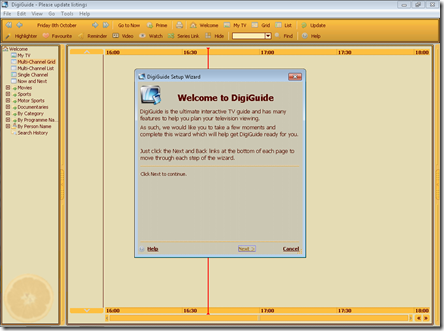 DigiGuide - Please update listings
File Edit View Go Tools Help
Friday 8th October Go to Now Prime Welcome My TV Grid List Update
Highlighter Favourite Reminder Video Watch Series Link Hide Find Help
Welcome
My TV
Multi-Channel Grid
Multi-Channel List
Single Channel
Now and Next
Movies
Sports
Motor Sports
Documentaries
By Category
By Programme Na...
By Person Name
Search History
16:00 16:30 17:00 17:30 18:00
DigiGuide Setup Wizard
Welcome to DigiGuide
DigiGuide is the ultimate interactive TV guide and has many
features to help you plan your television viewing.
As such, we would like you to take a few moments and
complete this wizard which will help get DigiGuide ready for you.
Just click the Next and Back links at the bottom of each page to
move through each step of the wizard.
Click Next to continue.
Help Next > Cancel
16:00 16:30 17:00 17:30 18:00